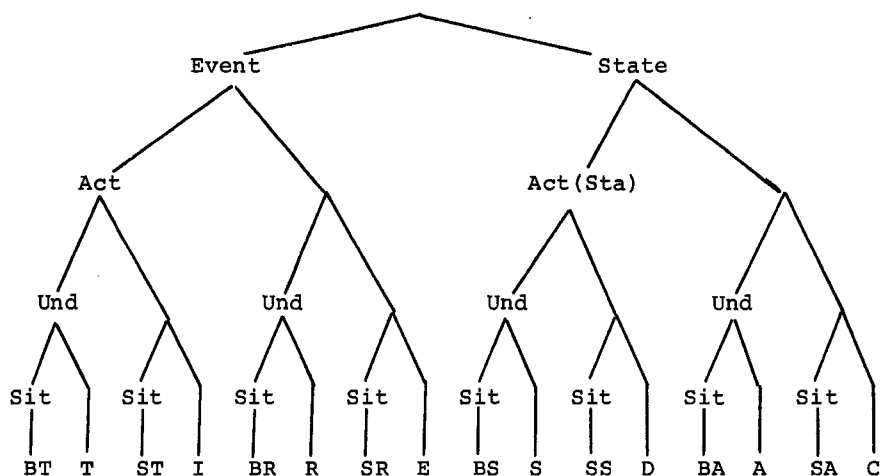 Event State
Act Act(Sta)
Und Und Und Und
Sit Sit Sit Sit Sit Sit Sit Sit
BT T ST I BR R SR E BS S SS D BA A SA C